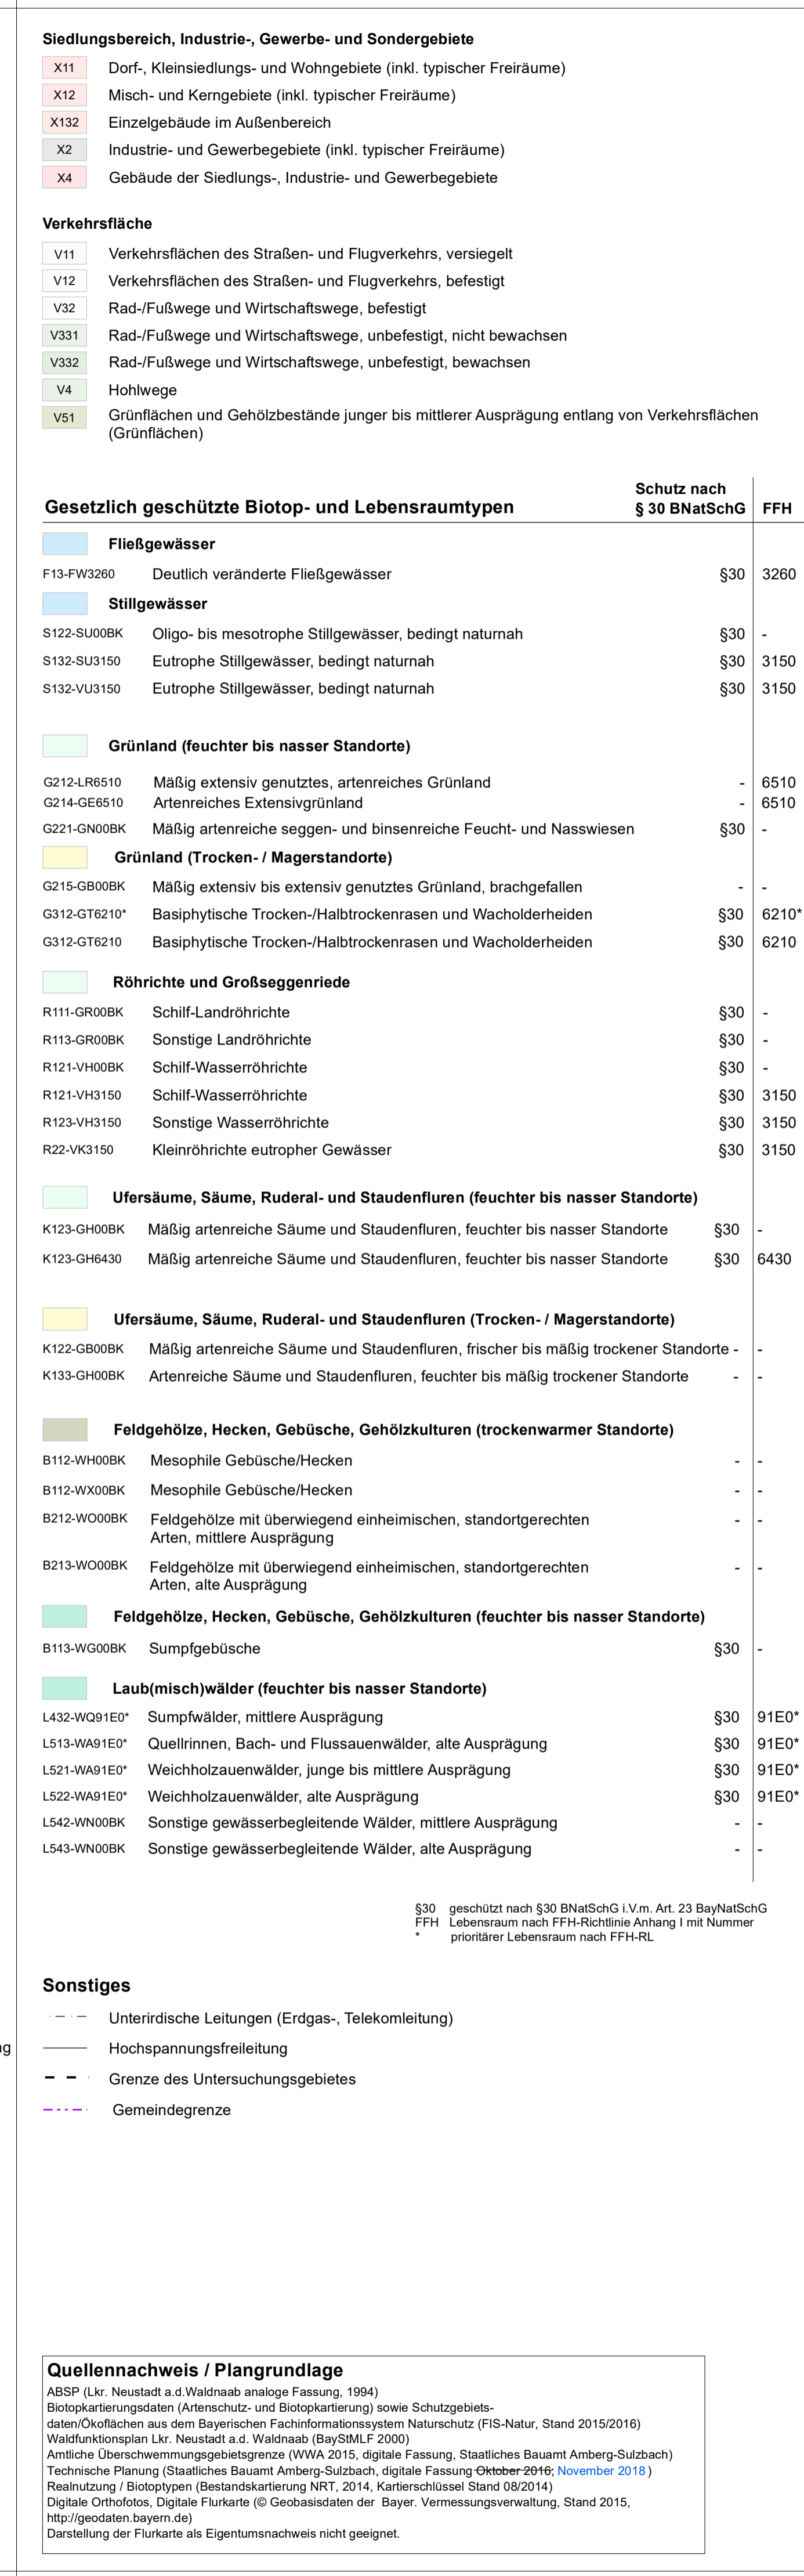 Siedlungsbereich, Industrie-, Gewerbe- und Sondergebiete
X11 Dorf-, Kleinsiedlungs- und Wohngebiete (inkl. typischer Freiräume)
X12 Misch- und Kerngebiete (inkl. typischer Freiräume)
X132 Einzelgebäude im Außenbereich
X2 Industrie- und Gewerbegebiete (inkl. typischer Freiräume)
X4 Gebäude der Siedlungs-, Industrie- und Gewerbegebiete
Verkehrsfläche
V11 Verkehrsflächen des Straßen- und Flugverkehrs, versiegelt
V12 Verkehrsflächen des Straßen- und Flugverkehrs, befestigt
V32 Rad-/Fußwege und Wirtschaftswege, befestigt
V331 Rad-/Fußwege und Wirtschaftswege, unbefestigt, nicht bewachsen
V332 Rad-/Fußwege und Wirtschaftswege, unbefestigt, bewachsen
V4 Hohlwege
V51 Grünflächen und Gehölzbestände junger bis mittlerer Ausprägung entlang von Verkehrsflächen
(Grünflächen)
Schutz nach
Gesetzlich geschützte Biotop- und Lebensraumtypen § 30 BNatSchG FFH
Fließgewässer
F13-FW3260 Deutlich veränderte Fließgewässer §30 3260
Stillgewässer
S122-SU00BK Oligo- bis mesotrophe Stillgewässer, bedingt naturnah §30 -
S132-SU3150 Eutrophe Stillgewässer, bedingt naturnah §30 3150
S132-VU3150 Eutrophe Stillgewässer, bedingt naturnah §30 3150
Grünland (feuchter bis nasser Standorte)
G212-LR6510 Mäßig extensiv genutztes, artenreiches Grünland - 6510
G214-GE6510 Artenreiches Extensivgrünland - 6510
G221-GN00BK Mäßig artenreiche seggen- und binsenreiche Feucht- und Nasswiesen §30 -
Grünland (Trocken- / Magerstandorte)
G215-GB00BK Mäßig extensiv bis extensiv genutztes Grünland, brachgefallen - -
G312-GT6210* Basiphytische Trocken-/Halbtrockenrasen und Wacholderheiden §30 6210*
G312-GT6210 Basiphytische Trocken-/Halbtrockenrasen und Wacholderheiden §30 6210
Röhrichte und Großseggenriede
R111-GR00BK Schilf-Landröhrichte §30 -
R113-GR00BK Sonstige Landröhrichte §30 -
R121-VH00BK Schilf-Wasserröhrichte §30 -
R121-VH3150 Schilf-Wasserröhrichte §30 3150
R123-VH3150 Sonstige Wasserröhrichte §30 3150
R22-VK3150 Kleinröhrichte eutropher Gewässer §30 3150
Ufersäume, Säume, Ruderal- und Staudenfluren (feuchter bis nasser Standorte)
K123-GH00BK Mäßig artenreiche Säume und Staudenfluren, feuchter bis nasser Standorte §30 -
K123-GH6430 Mäßig artenreiche Säume und Staudenfluren, feuchter bis nasser Standorte §30 6430
Ufersäume, Säume, Ruderal- und Staudenfluren (Trocken- / Magerstandorte)
K122-GB00BK Mäßig artenreiche Säume und Staudenfluren, frischer bis mäßig trockener Standorte - -
K133-GH00BK Artenreiche Säume und Staudenfluren, feuchter bis mäßig trockener Standorte - -
Feldgehölze, Hecken, Gebüsche, Gehölzkulturen (trockenwarmer Standorte)
B112-WH00BK Mesophile Gebüsche/Hecken - -
B112-WX00BK Mesophile Gebüsche/Hecken - -
B212-WO00BK Feldgehölze mit überwiegend einheimischen, standortgerechten - -
Arten, mittlere Ausprägung
B213-WO00BK Feldgehölze mit überwiegend einheimischen, standortgerechten - -
Arten, alte Ausprägung
Feldgehölze, Hecken, Gebüsche, Gehölzkulturen (feuchter bis nasser Standorte)
B113-WG00BK Sumpfgebüsche §30 -
Laub(misch)wälder (feuchter bis nasser Standorte)
L432-WQ91E0* Sumpfwälder, mittlere Ausprägung §30 91E0*
L513-WA91E0* Quellrinnen, Bach- und Flussauenwälder, alte Ausprägung §30 91E0*
L521-WA91E0* Weichholzauenwälder, junge bis mittlere Ausprägung §30 91E0*
L522-WA91E0* Weichholzauenwälder, alte Ausprägung §30 91E0*
L542-WN00BK Sonstige gewässerbegleitende Wälder, mittlere Ausprägung - -
L543-WN00BK Sonstige gewässerbegleitende Wälder, alte Ausprägung - -
§30 geschützt nach §30 BNatSchG i.V.m. Art. 23 BayNatSchG
FFH Lebensraum nach FFH-Richtlinie Anhang I mit Nummer
* prioritärer Lebensraum nach FFH-RL
Sonstiges
Unterirdische Leitungen (Erdgas-, Telekomleitung)
Hochspannungsfreileitung
Grenze des Untersuchungsgebietes
Gemeindegrenze
Quellennachweis / Plangrundlage
ABSP (Lkr. Neustadt a.d.Waldnaab analoge Fassung, 1994)
Biotopkartierungsdaten (Artenschutz- und Biotopkartierung) sowie Schutzgebiets-
daten/Ökoflächen aus dem Bayerischen Fachinformationssystem Naturschutz (FIS-Natur, Stand 2015/2016)
Waldfunktionsplan Lkr. Neustadt a.d. Waldnaab (BayStMLF 2000)
Amtliche Überschwemmungsgebietsgrenze (WWA 2015, digitale Fassung, Staatliches Bauamt Amberg-Sulzbach)
Technische Planung (Staatliches Bauamt Amberg-Sulzbach, digitale Fassung Oktober 2016; November 2018 )
Realnutzung / Biotoptypen (Bestandskartierung NRT, 2014, Kartierschlüssel Stand 08/2014)
Digitale Orthofotos, Digitale Flurkarte (© Geobasisdaten der Bayer. Vermessungsverwaltung, Stand 2015,
http://geodaten.bayern.de)
Darstellung der Flurkarte als Eigentumsnachweis nicht geeignet.